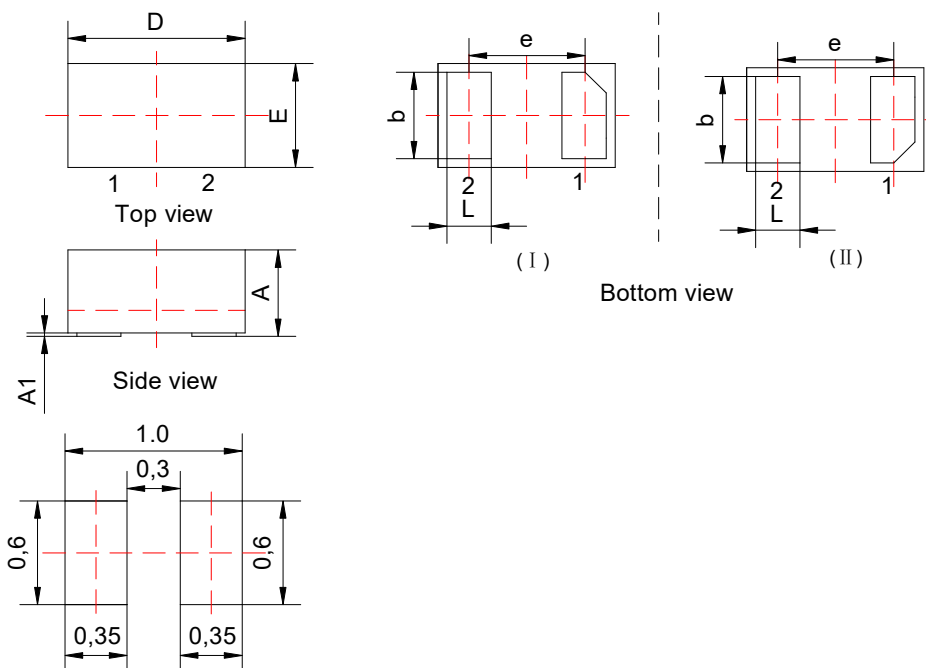 D
E
1 2
Top view
e
b
2 1
L
(Ⅰ)
e
b
2 1
L
(Ⅱ)
Bottom view
A
A1
Side view
1.0
0,3
0,6
0,6
0,35 0,35